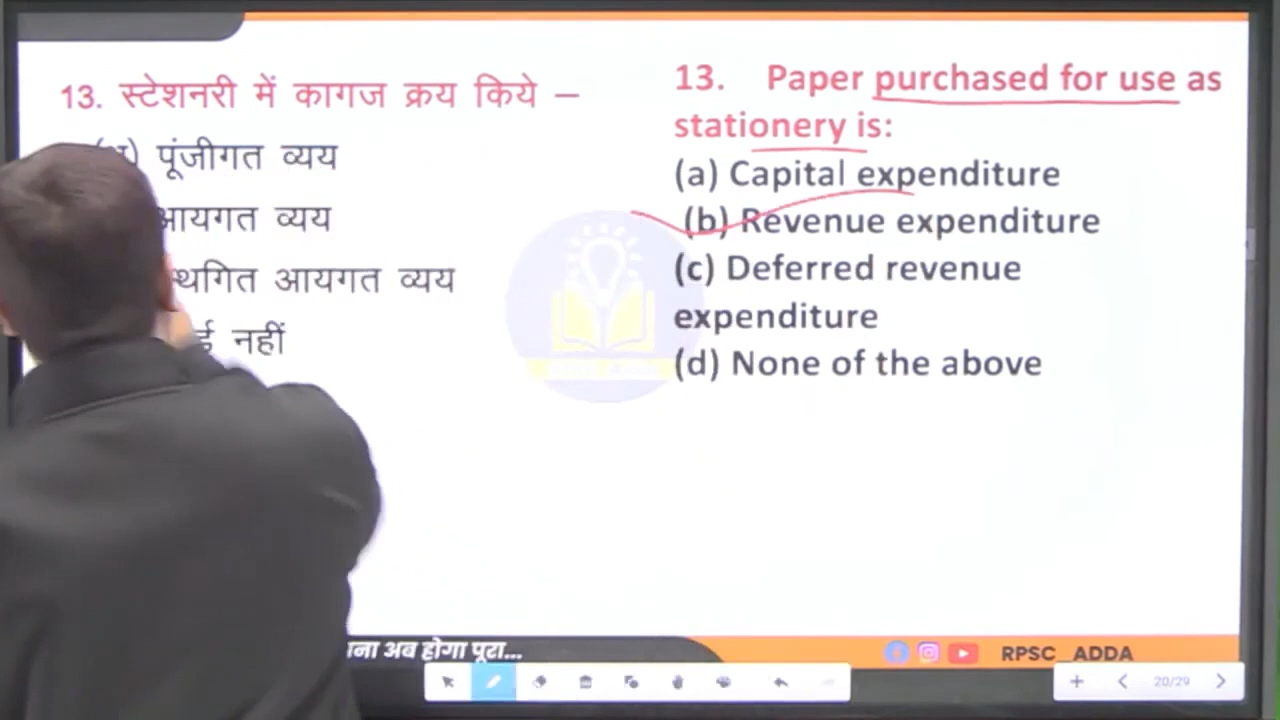 13. स्टेशनरी में कागज क्रय किये –
पूंजीगत व्यय
आयगत व्यय
स्थगित आयगत व्यय
नहीं
13. Paper purchased for use as
stationery is:
(a) Capital expenditure
(b) Revenue expenditure
(c) Deferred revenue
expenditure
(d) None of the above
अब होगा पूरा...
RPSC ADDA
20/29